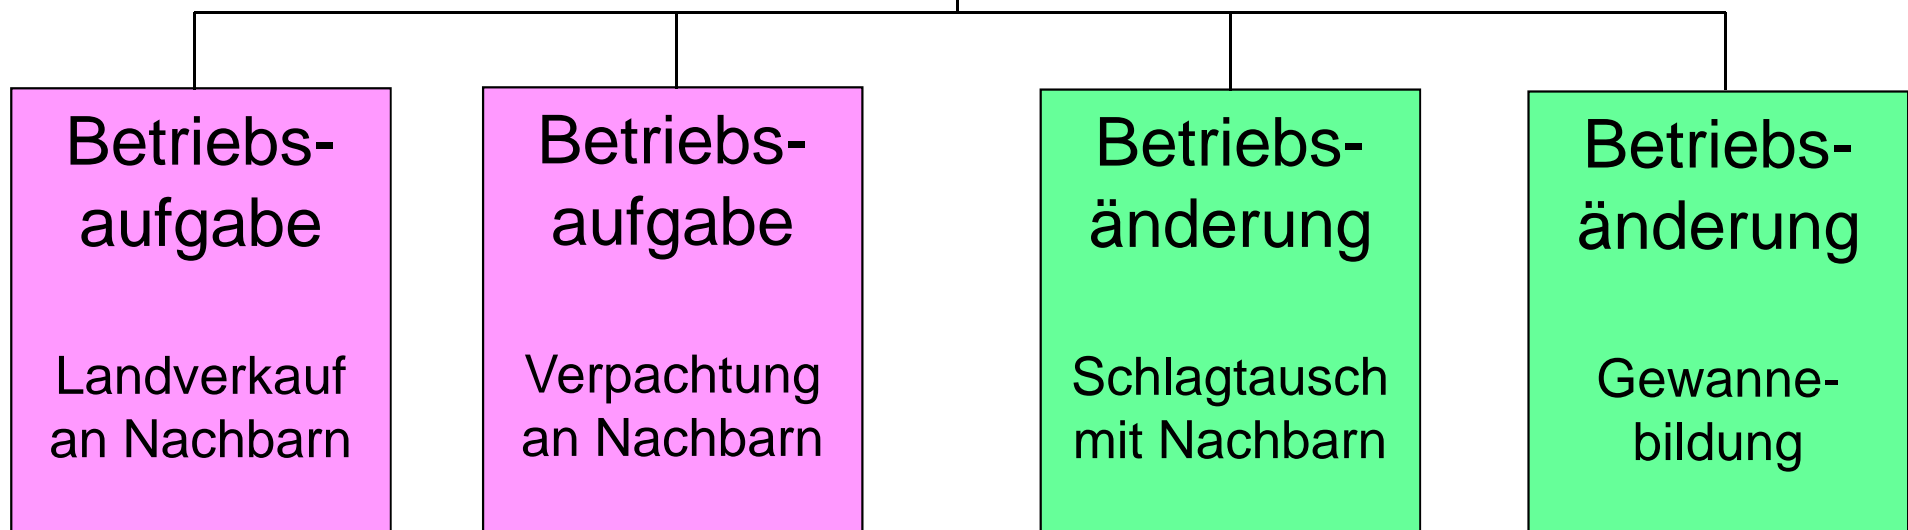 Betriebs-
aufgabe
Landverkauf
an Nachbarn
Betriebs-
aufgabe
Verpachtung
an Nachbarn
Betriebs-
änderung
Schlagtausch
mit Nachbarn
Betriebs-
änderung
Gewanne-
bildung